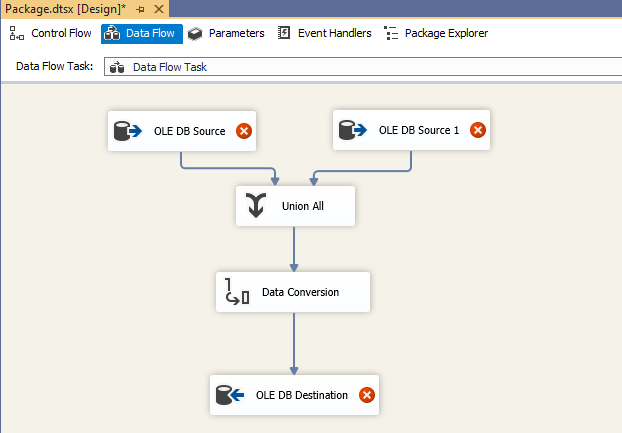 Package.dtsx [Design]*
Control Flow Data Flow Parameters Event Handlers Package Explorer
Data Flow Task: Data Flow Task
OLE DB Source OLE DB Source 1
Union All
Data Conversion
OLE DB Destination